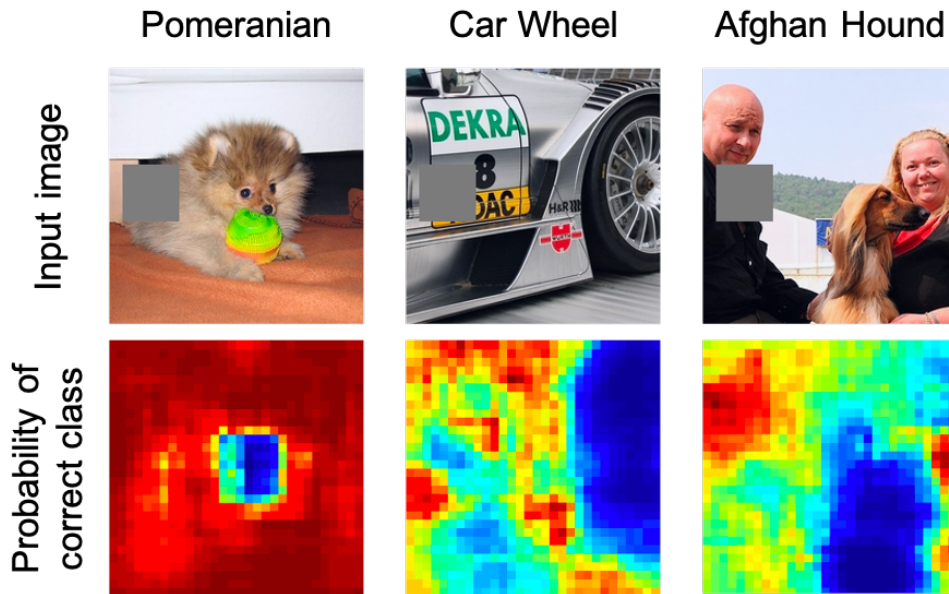 Pomeranian
Car Wheel
Afghan Hound
Input image
DEKRA
8
DAC
H&R
Probability of
correct class